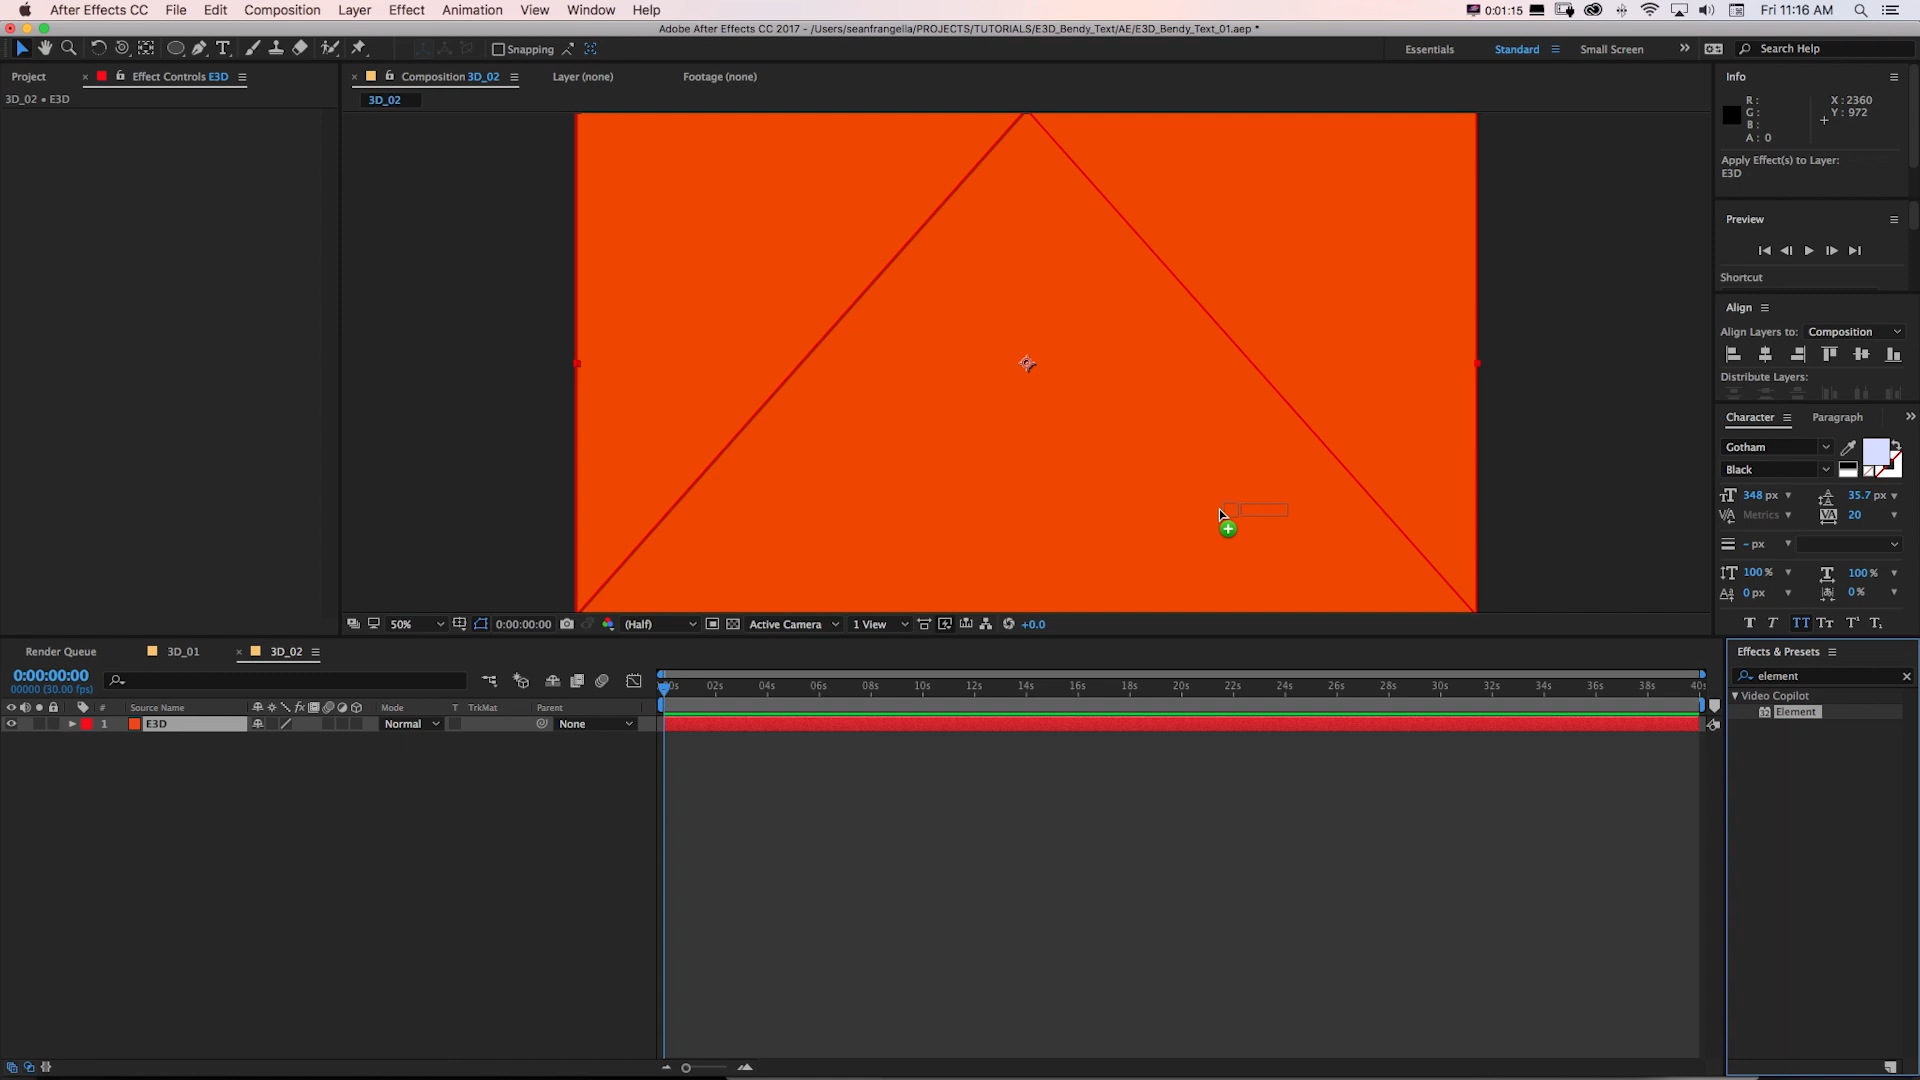 After Effects CC File Edit Composition Layer Effect Animation View Window Help 0:01:15 Fri 11:16 AM
Adobe After Effects CC 2017 - /Users/seanfrangella/PROJECTS/TUTORIALS/E3D_Bendy_Text/AE/E3D_Bendy_Text_01.aep *
Snapping Essentials Standard Small Screen Search Help
Project Effect Controls E3D Composition 3D_02 Layer (none) Footage (none) Info
3D_02 • E3D 3D_02
R: X: 2360
G: Y: 972
B:
A: 0
Apply Effect(s) to Layer:
E3D
Preview
Shortcut
Align
Align Layers to: Composition
Distribute Layers:
Character Paragraph
Gotham
Black
348 px 35.7 px
Metrics 20
- px
100 % 100 %
0 px 0 %
50% 0:00:00:00 (Half) Active Camera 1 View +0.0
T T TT Tr T¹ T₁
Render Queue 3D_01 3D_02 Effects & Presets
0:00:00:00
00000 (30.00 fps)
element
02s 04s 06s 08s 10s 12s 14s 16s 18s 20s 22s 24s 26s 28s 30s 32s 34s 36s 38s
# Source Name Mode T TrkMat Parent
1 E3D Normal None
Video Copilot
32 Element